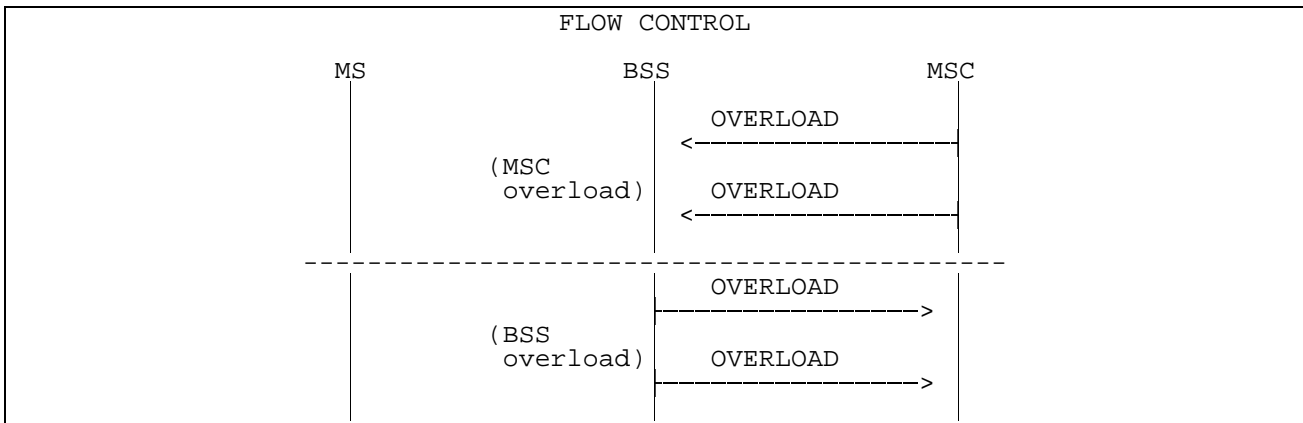 FLOW CONTROL
MS BSS MSC
OVERLOAD
(MSC
overload) OVERLOAD
OVERLOAD
(BSS
overload) OVERLOAD